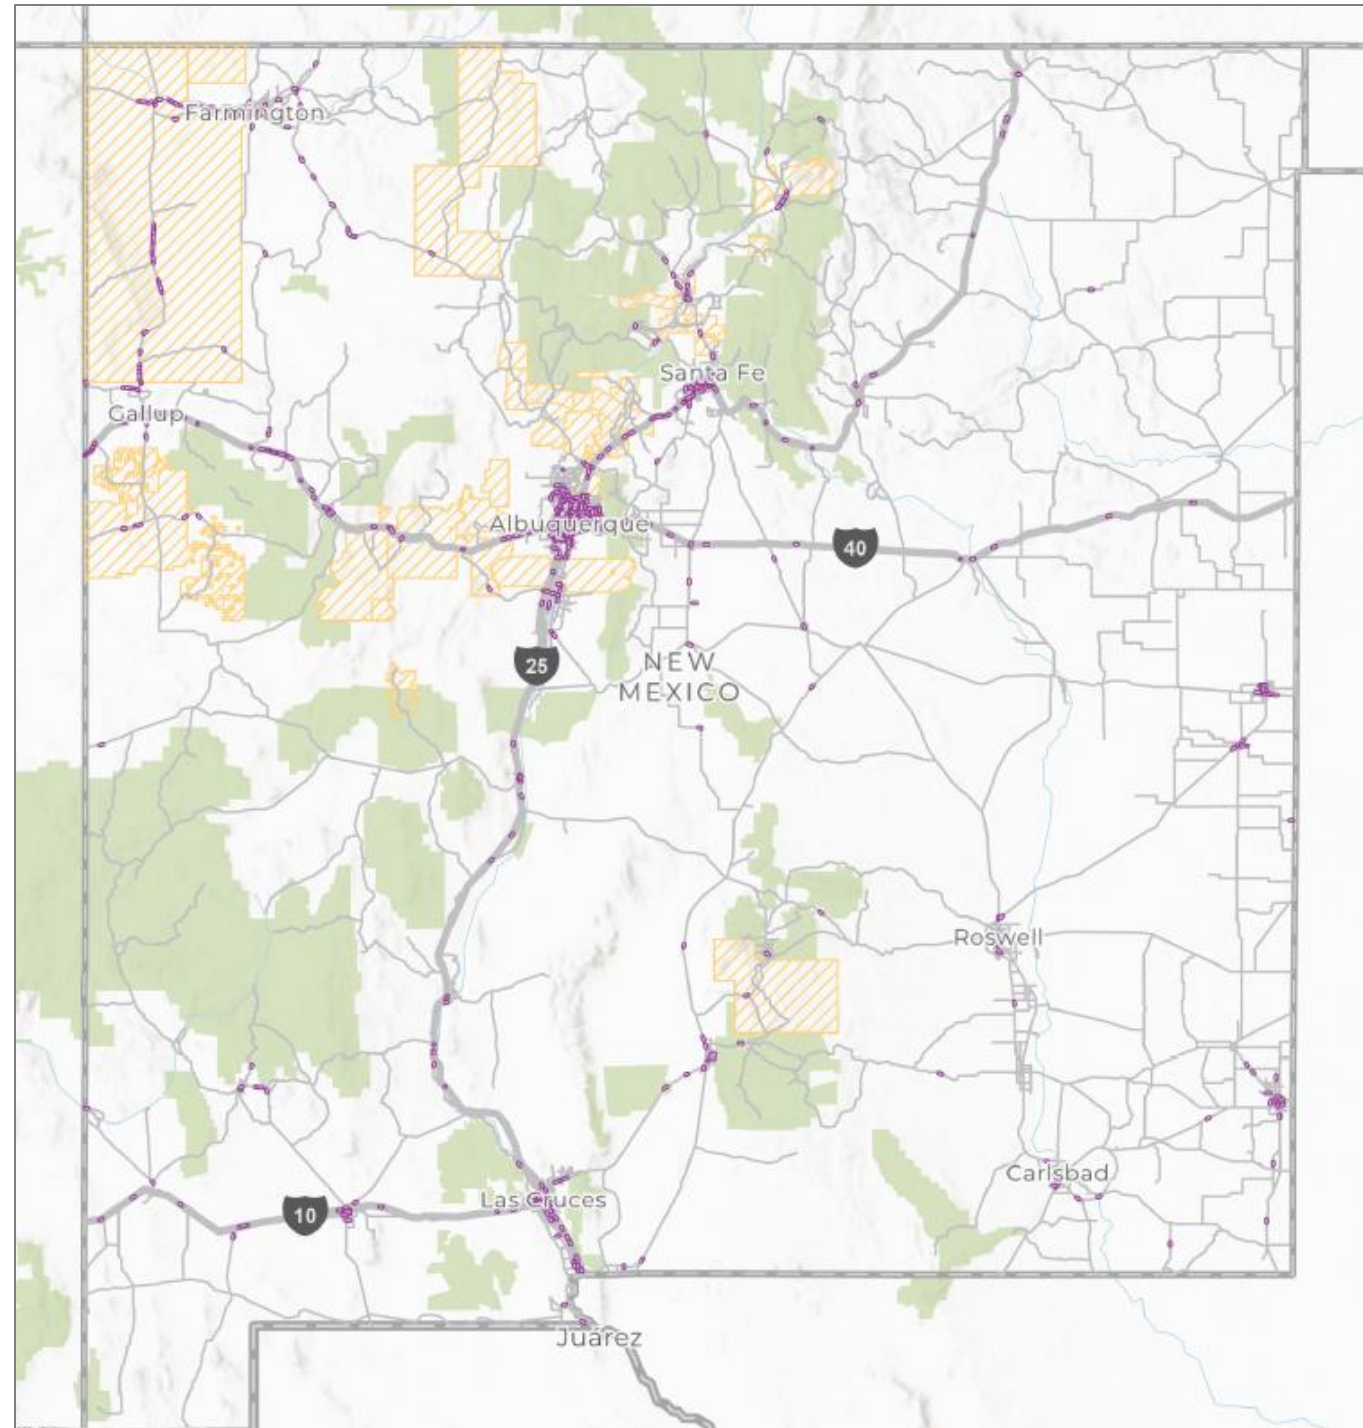 Farmington
Santa Fe
Gallup
Albuquerque
40
25
NEW
MEXICO
Roswell
Carlsbad
Las Cruces
10
Juárez